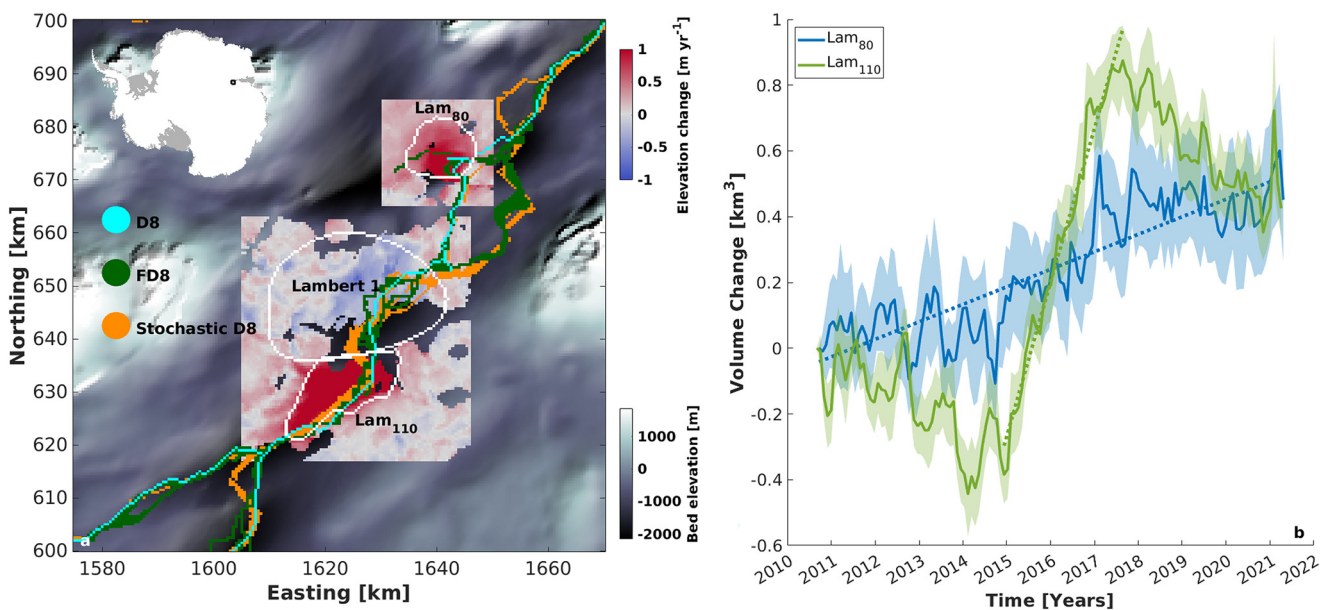 700
690
680
670
660
650
640
630
620
610
600
Northing [km]
1580
1600
1620
1640
1660
Easting [km]
D8
FD8
Stochastic D8
Lam80
Lambert 1
Lam110
a
1
0.5
0
-0.5
-1
Elevation change [m yr-1]
1000
0
-1000
-2000
Bed elevation [m]
1
0.8
0.6
0.4
0.2
0
-0.2
-0.4
-0.6
Volume Change [km3]
Lam80
Lam110
b
2010
2011
2012
2013
2014
2015
2016
2017
2018
2019
2020
2021
2022
Time [Years]